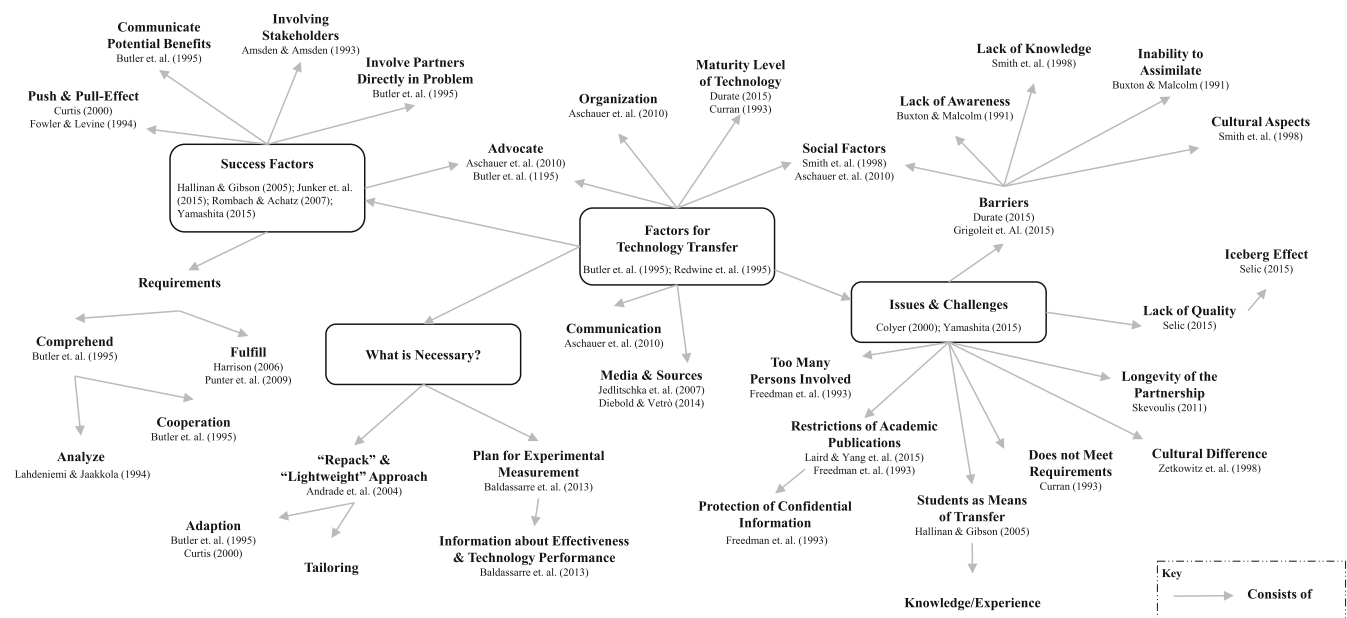 Communicate
Potential Benefits
Butler et. al. (1995)
Involving
Stakeholders
Amsden & Amsden (1993)
Involve Partners
Directly in Problem
Butler et. al. (1995)
Push & Pull-Effect
Curtis (2000)
Fowler & Levine (1994)
Success Factors
Hallinan & Gibson (2005); Junker et. al.
(2015); Rombach & Achatz (2007);
Yamashita (2015)
Advocate
Aschauer et. al. (2010)
Butler et. al. (1195)
Organization
Aschauer et. al. (2010)
Maturity Level
of Technology
Durate (2015)
Curran (1993)
Social Factors
Smith et. al. (1998)
Aschauer et. al. (2010)
Lack of Awareness
Buxton & Malcolm (1991)
Lack of Knowledge
Smith et. al. (1998)
Inability to
Assimilate
Buxton & Malcolm (1991)
Cultural Aspects
Smith et. al. (1998)
Barriers
Durate (2015)
Grigoleit et. Al. (2015)
Factors for
Technology Transfer
Butler et. al. (1995); Redwine et. al. (1995)
Iceberg Effect
Selic (2015)
Issues & Challenges
Colyer (2000); Yamashita (2015)
Lack of Quality
Selic (2015)
Requirements
Comprehend
Butler et. al. (1995)
Fulfill
Harrison (2006)
Punter et. al. (2009)
Cooperation
Butler et. al. (1995)
Analyze
Lahdeniemi & Jaakkola (1994)
What is Necessary?
Communication
Aschauer et. al. (2010)
Media & Sources
Jedlitschka et. al. (2007)
Diebold & Vetrò (2014)
Too Many
Persons Involved
Freedman et. al. (1993)
Longevity of the
Partnership
Skevoulis (2011)
Restrictions of Academic
Publications
Laird & Yang et. al. (2015)
Freedman et. al. (1993)
Does not Meet
Requirements
Curran (1993)
Cultural Difference
Zetkowitz et. al. (1998)
“Repack” &
“Lightweight” Approach
Andrade et. al. (2004)
Plan for Experimental
Measurement
Baldassarre et. al. (2013)
Adaption
Butler et. al. (1995)
Curtis (2000)
Tailoring
Information about Effectiveness
& Technology Performance
Baldassarre et. al. (2013)
Protection of Confidential
Information
Freedman et. al. (1993)
Students as Means
of Transfer
Hallinan & Gibson (2005)
Knowledge/Experience
Key
Consists of